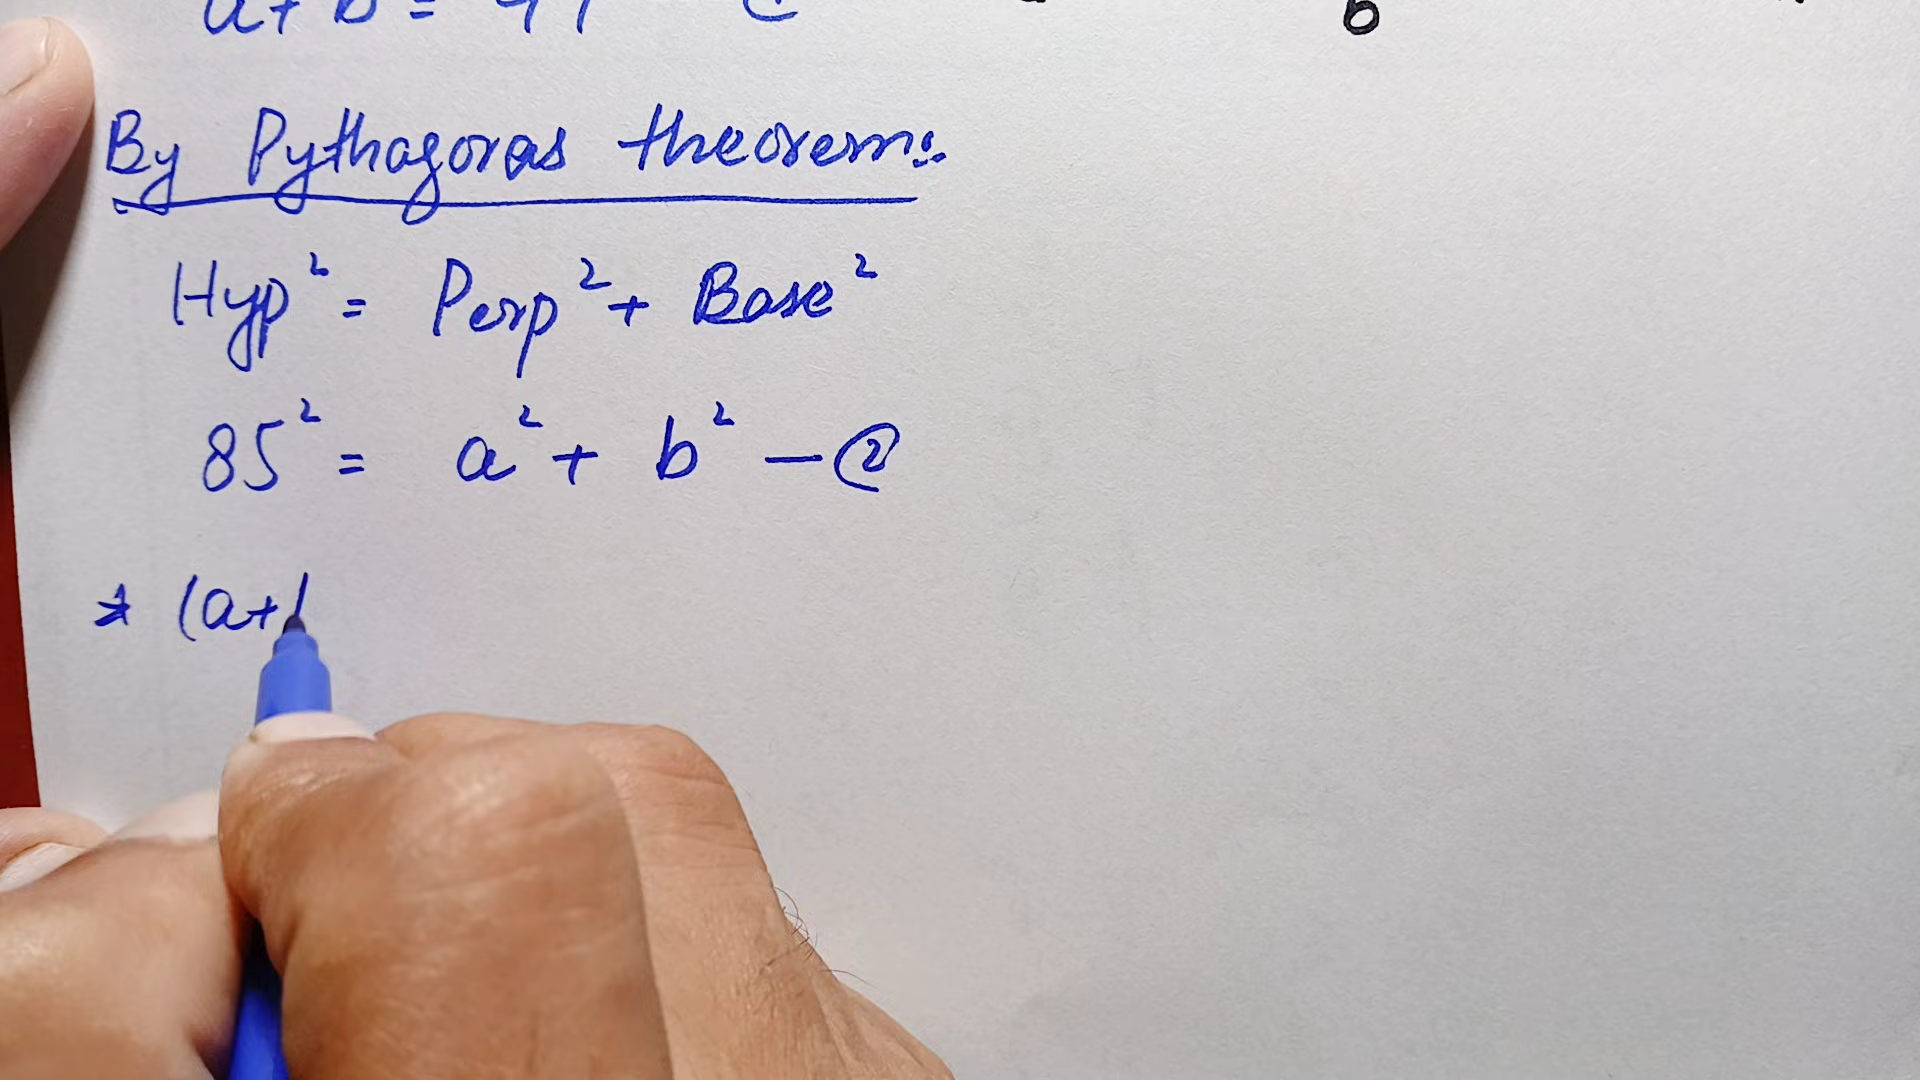 a + b =
b
By Pythagoras theorem:
Hyp² = Perp² + Base²
85² = a² + b² — ②
* (a+